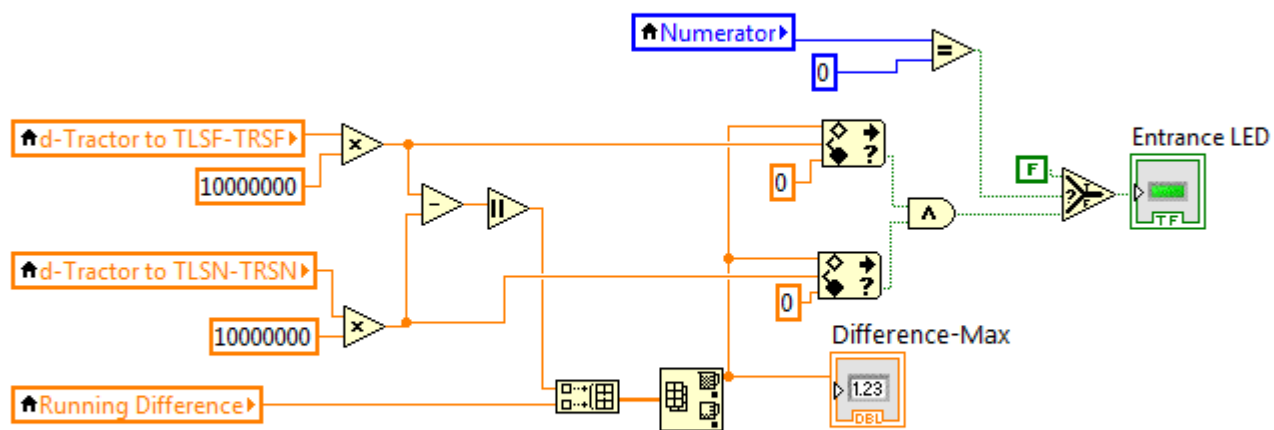 Numerator
=
0
d-Tractor to TLSF-TRSF
x
Entrance LED
?
0
F
10000000
T
?
F
-
||
Λ
TF
d-Tractor to TLSN-TRSN
?
0
x
10000000
Difference-Max
1.23
Running Difference
DBL